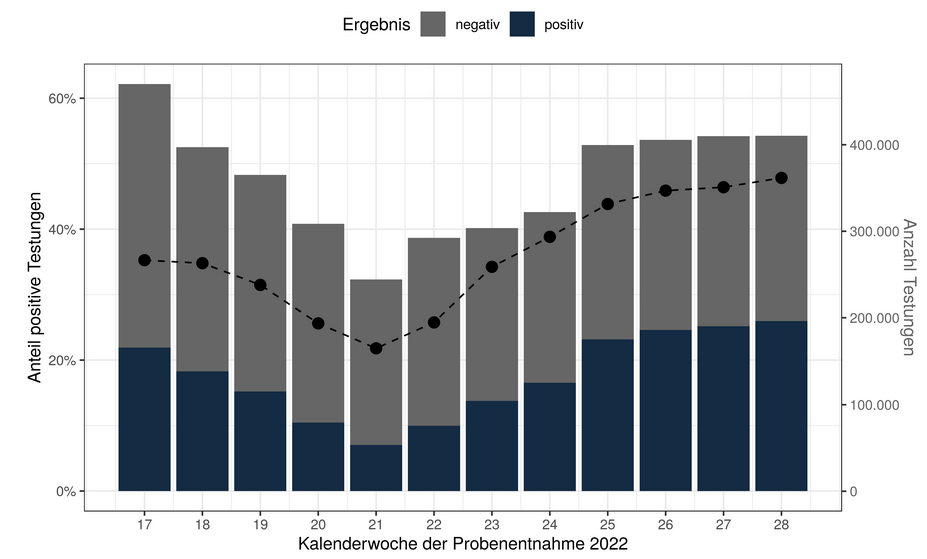 Ergebnis negativ positiv
60%
40%
20%
0%
Anteil positive Testungen
400.000
300.000
200.000
100.000
0
Anzahl Testungen
17 18 19 20 21 22 23 24 25 26 27 28
Kalenderwoche der Probenentnahme 2022